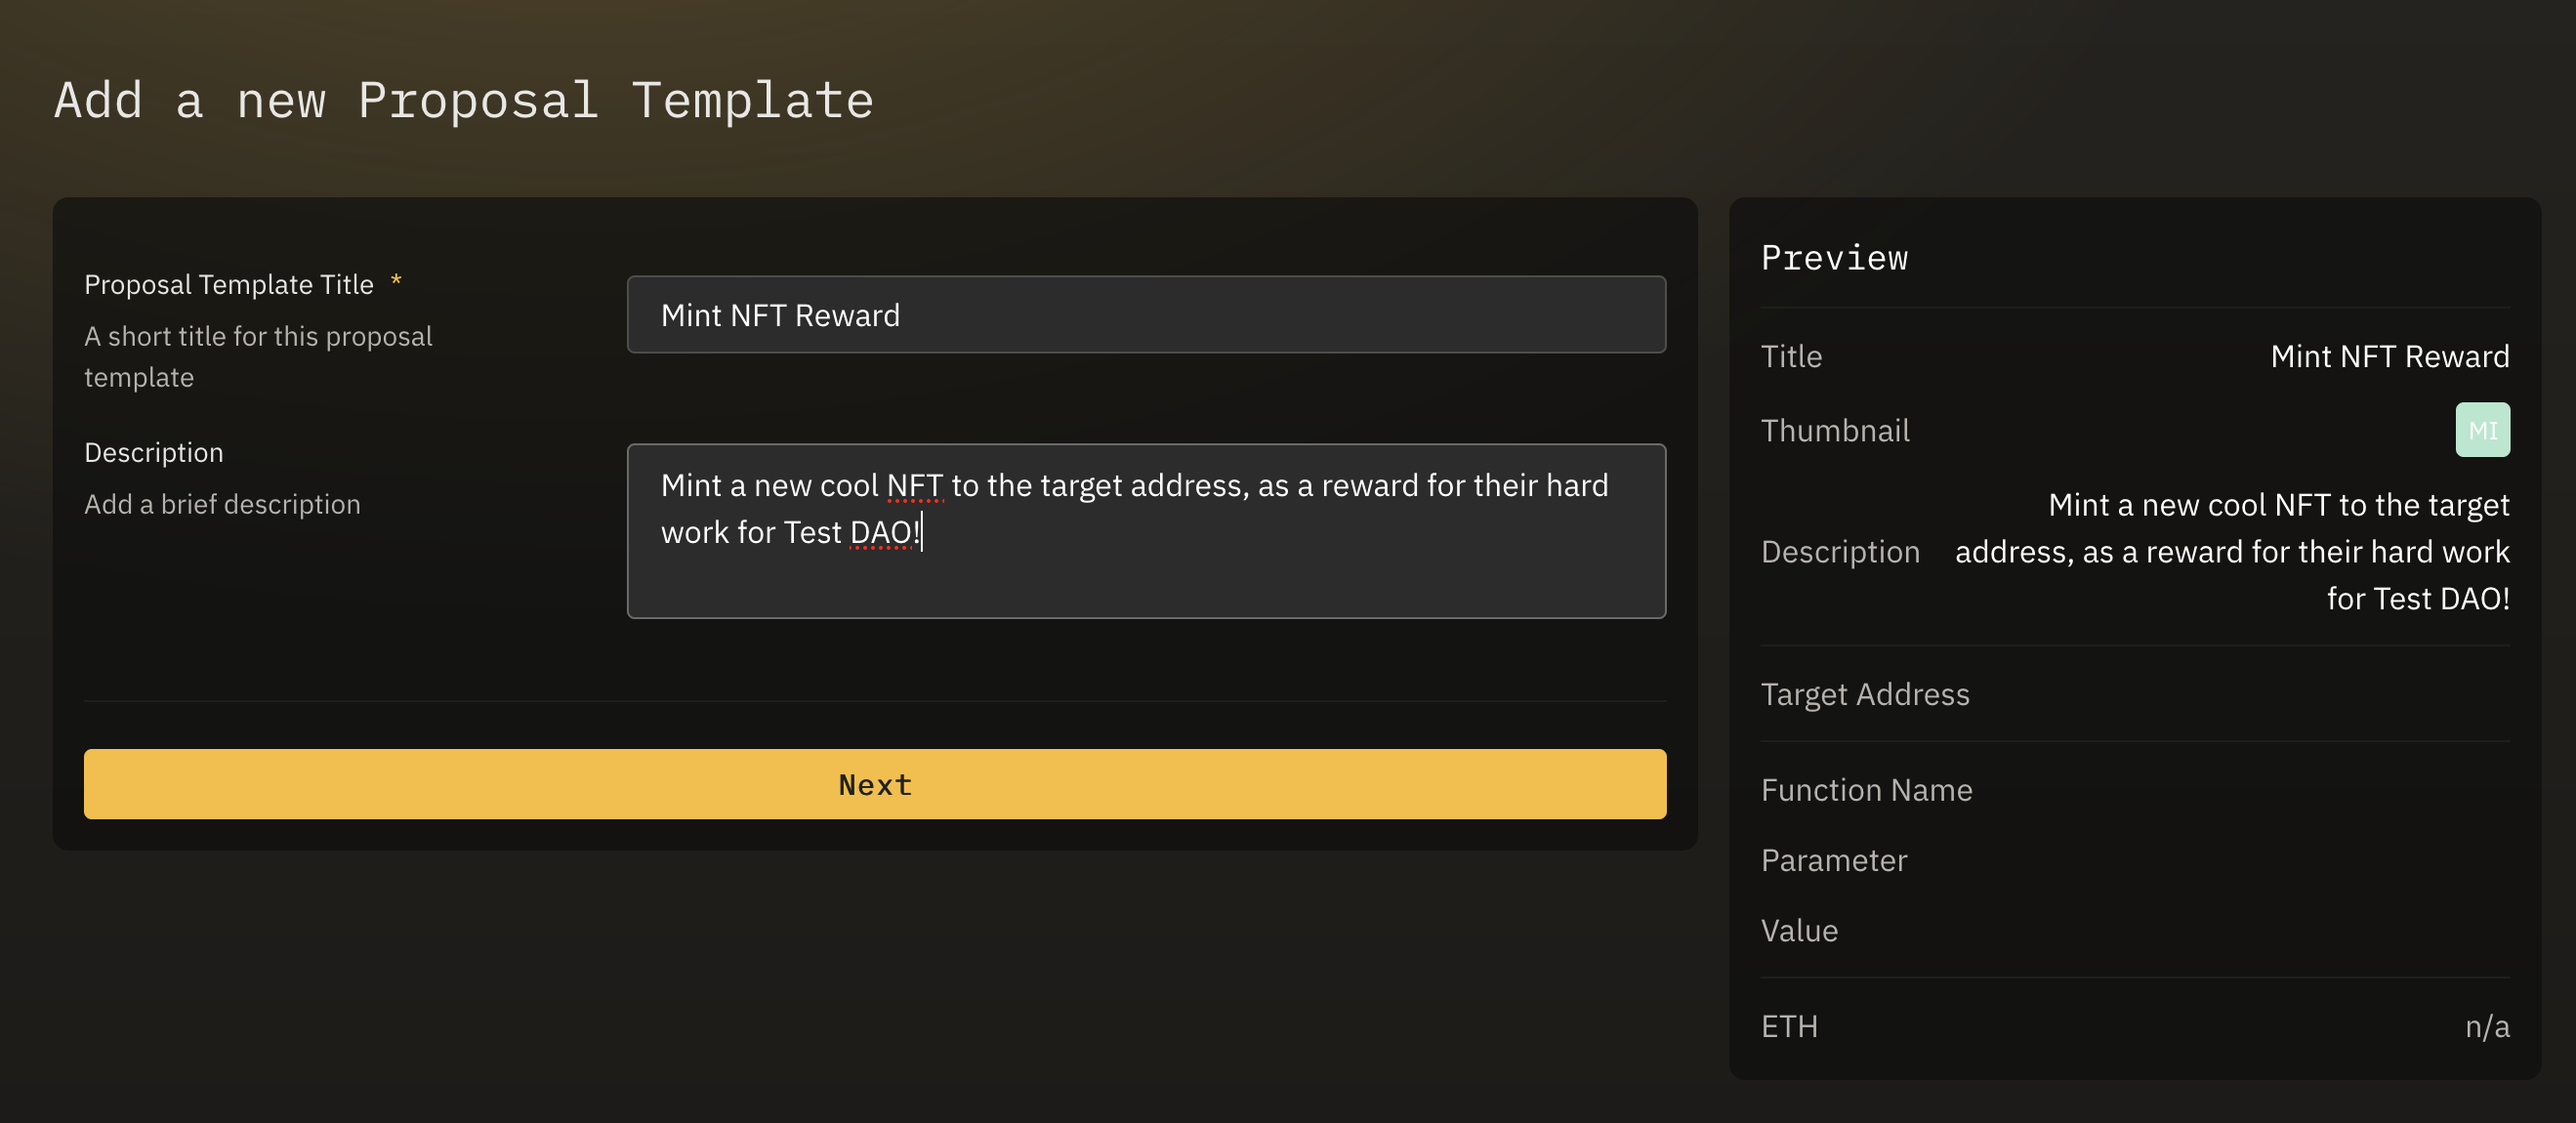 Add a new Proposal Template
Proposal Template Title *
A short title for this proposal
template
Mint NFT Reward
Description
Add a brief description
Mint a new cool NFT to the target address, as a reward for their hard
work for Test DAO!
Next
Preview
Title Mint NFT Reward
Thumbnail MI
Description Mint a new cool NFT to the target
address, as a reward for their hard work
for Test DAO!
Target Address
Function Name
Parameter
Value
ETH n/a